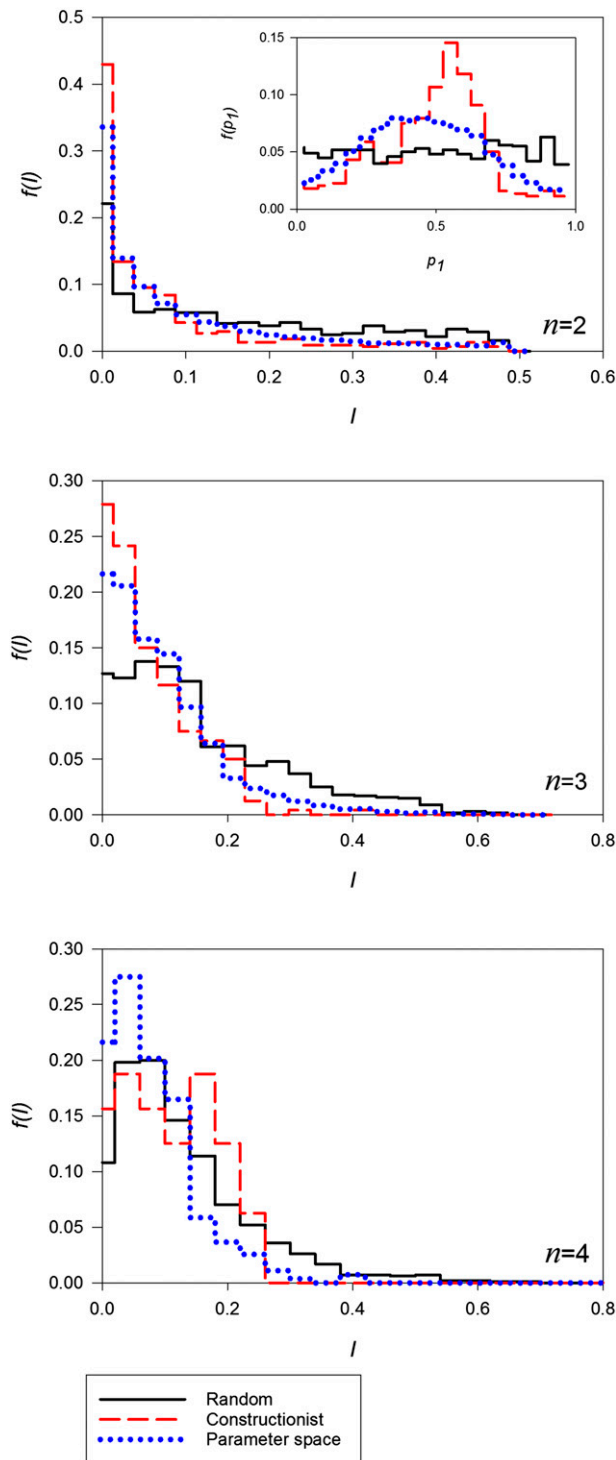 0.5
0.4
0.3
0.2
0.1
0.0
f(I)
0.0 0.1 0.2 0.3 0.4 0.5 0.6
I
n=2
0.15
0.10
0.05
0.00
f(p1)
0.0 0.5 1.0
p1
0.30
0.25
0.20
0.15
0.10
0.05
0.00
f(I)
0.0 0.2 0.4 0.6 0.8
I
n=3
0.30
0.25
0.20
0.15
0.10
0.05
0.00
f(I)
0.0 0.2 0.4 0.6 0.8
I
n=4
Random
Constructionist
Parameter space